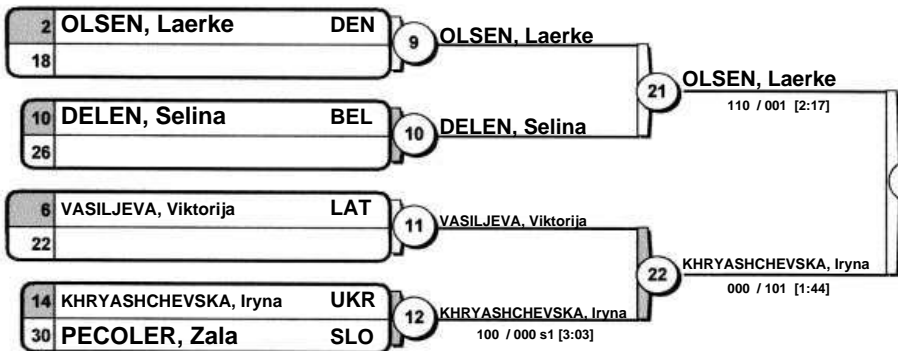 2 OLSEN, Laerke DEN
18
9 OLSEN, Laerke
10 DELEN, Selina BEL
26
10 DELEN, Selina
21 OLSEN, Laerke
110 / 001 [2:17]
6 VASILJEVA, Viktorija LAT
22
11 VASILJEVA, Viktorija
14 KHRYASHCHEVSKA, Iryna UKR
30 PECOLER, Zala SLO
12 KHRYASHCHEVSKA, Iryna
100 / 000 s1 [3:03]
22 KHRYASHCHEVSKA, Iryna
000 / 101 [1:44]